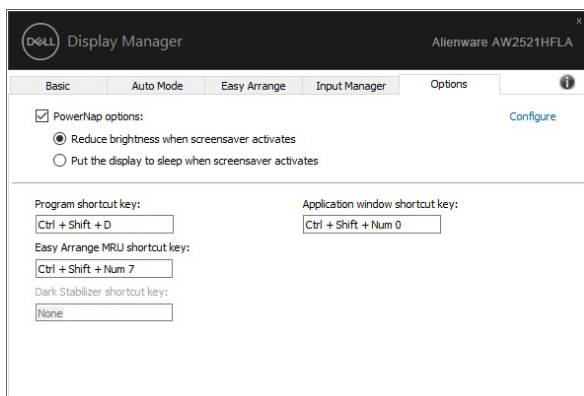 DELL Display Manager
Alienware AW2521HFLA
Basic
Auto Mode
Easy Arrange
Input Manager
Options
PowerNap options:
Configure
Reduce brightness when screensaver activates
Put the display to sleep when screensaver activates
Program shortcut key:
Application window shortcut key:
Ctrl + Shift + D
Ctrl + Shift + Num 0
Easy Arrange MRU shortcut key:
Ctrl + Shift + Num 7
Dark Stabilizer shortcut key:
None